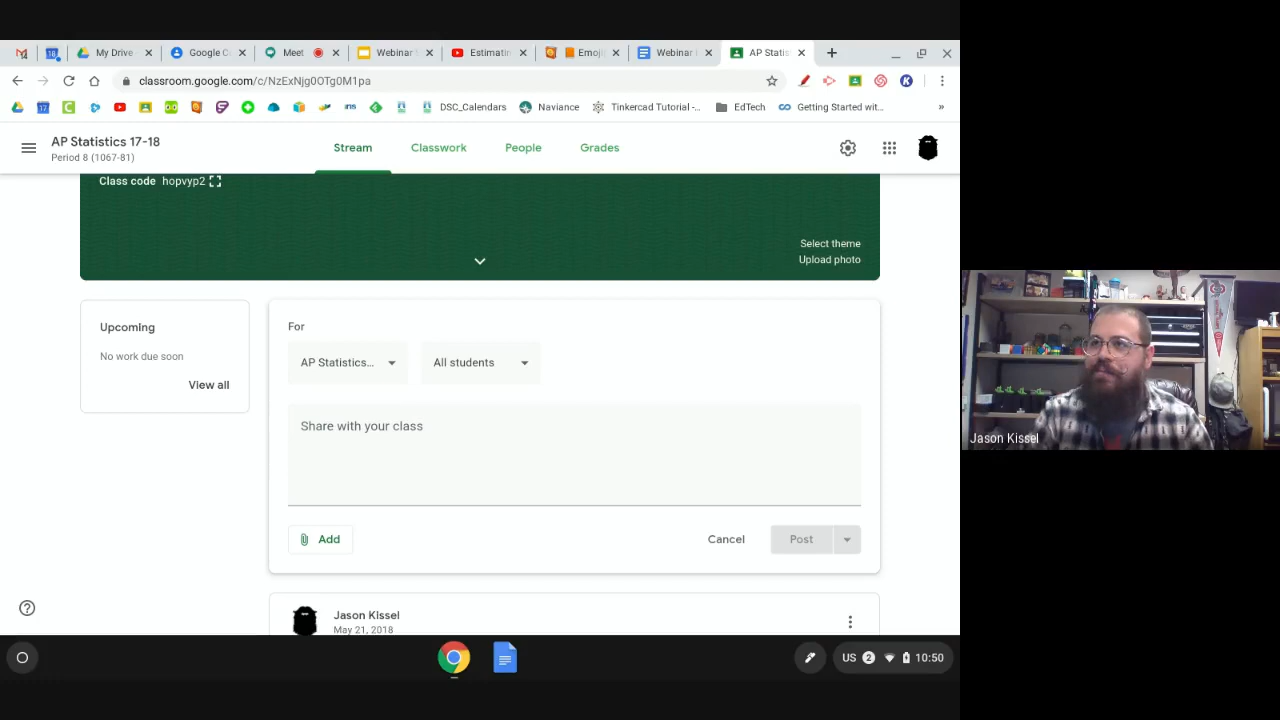 My Drive
Google C
Meet
Webinar
Estimatin
Emoji
Webinar
AP Statis
classroom.google.com/c/NzExNjg0OTg0M1pa
DSC_Calendars
Naviance
Tinkercad Tutorial -...
EdTech
Getting Started wit...
»
AP Statistics 17-18
Period 8 (1067-81)
Stream
Classwork
People
Grades
Class code hopvyp2
Select theme
Upload photo
Upcoming
No work due soon
View all
For
AP Statistics...
All students
Share with your class
Add
Cancel
Post
Jason Kissel
May 21, 2018
US 2 10:50
Jason Kissel